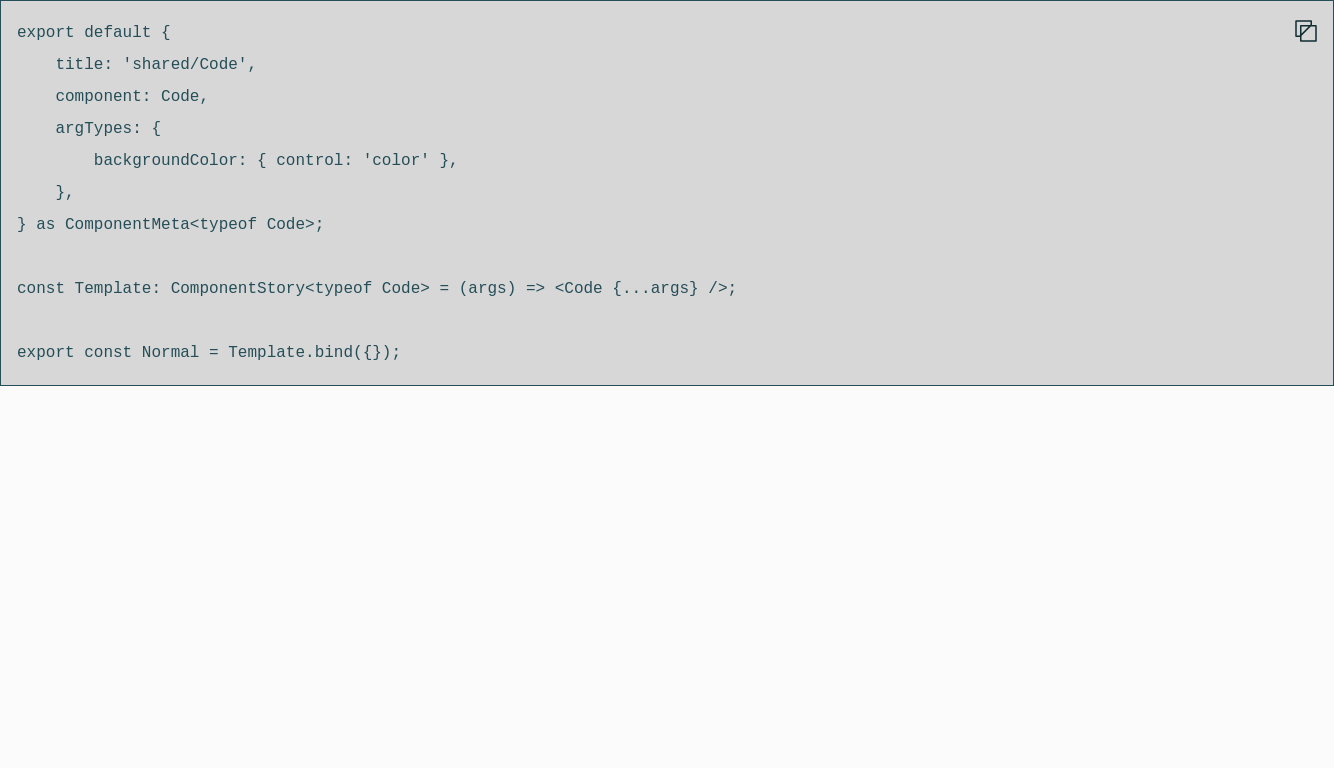 export default {
    title: 'shared/Code',
    component: Code,
    argTypes: {
        backgroundColor: { control: 'color' },
    },
} as ComponentMeta<typeof Code>;

const Template: ComponentStory<typeof Code> = (args) => <Code {...args} />;

export const Normal = Template.bind({});